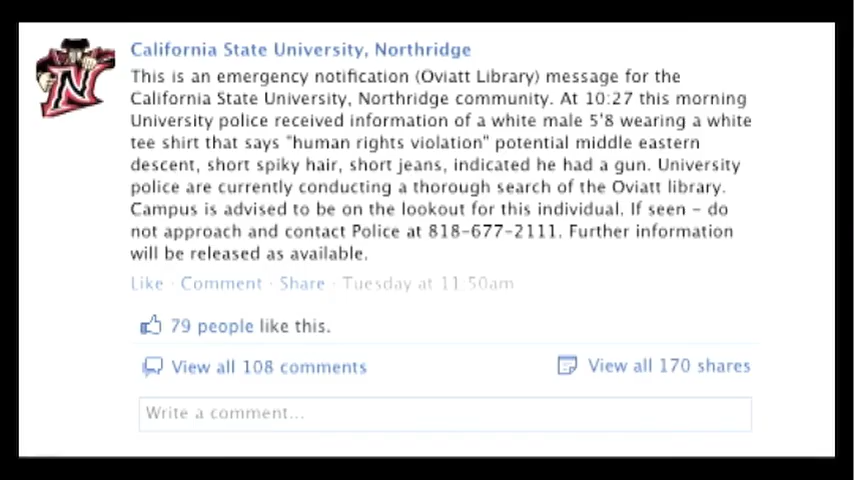 California State University, Northridge
This is an emergency notification (Oviatt Library) message for the
California State University, Northridge community. At 10:27 this morning
University police received information of a white male 5'8 wearing a white
tee shirt that says "human rights violation" potential middle eastern
descent, short spiky hair, short jeans, indicated he had a gun. University
police are currently conducting a thorough search of the Oviatt library.
Campus is advised to be on the lookout for this individual. If seen – do
not approach and contact Police at 818-677-2111. Further information
will be released as available.
Like · Comment · Share · Tuesday at 11:50am
79 people like this.
View all 108 comments
View all 170 shares
Write a comment...
N